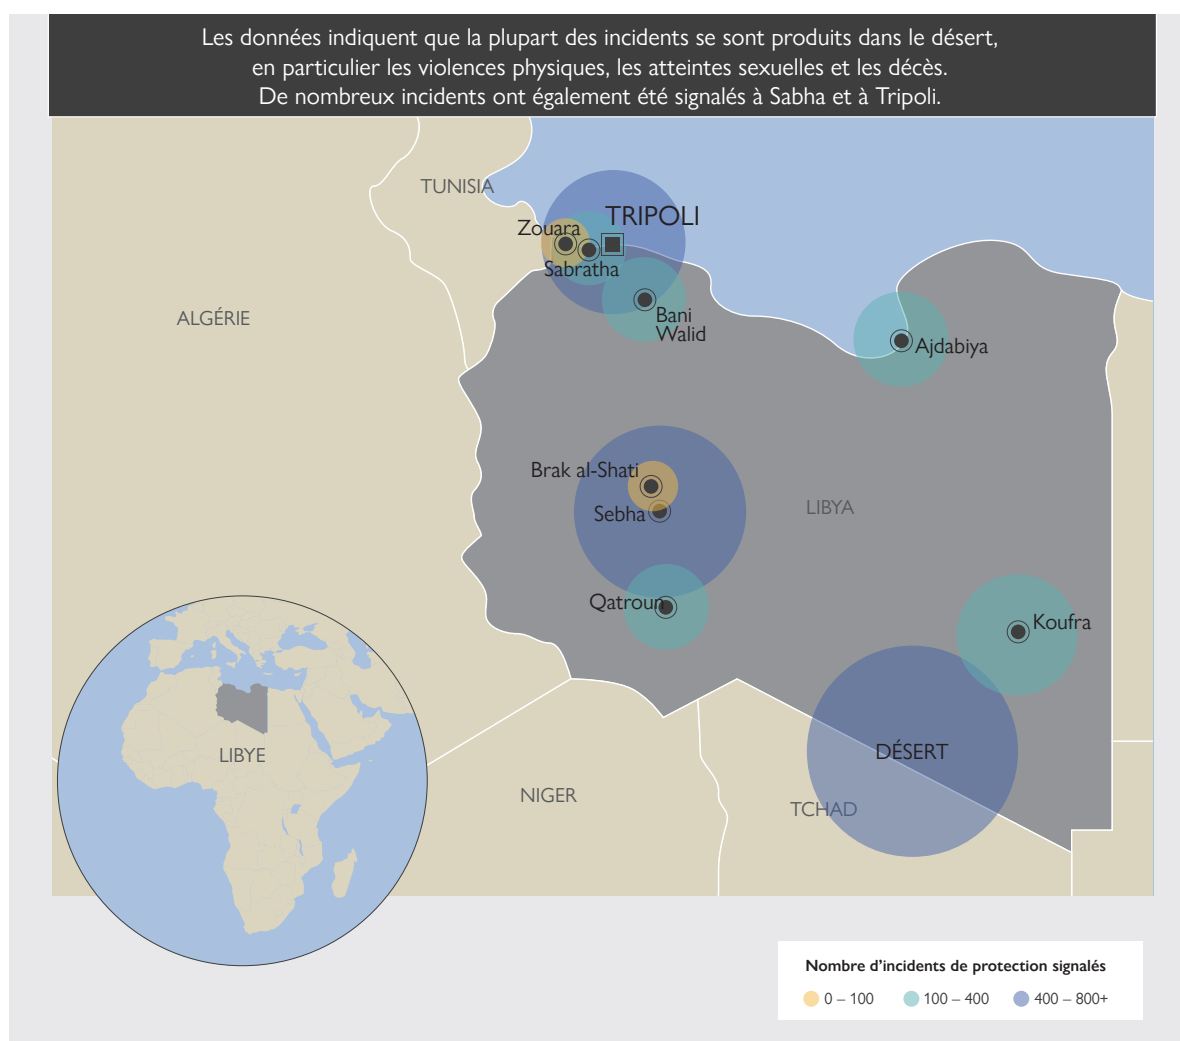 Les données indiquent que la plupart des incidents se sont produits dans le désert,
en particulier les violences physiques, les atteintes sexuelles et les décès.
De nombreux incidents ont également été signalés à Sabha et à Tripoli.
TUNISIA
TRIPOLI
Zouara
Sabratha
ALGÉRIE
Bani
Walid
Ajdabiya
Brak al-Shati
LIBYA
Sebha
Qatroun
Koufra
DÉSERT
LIBYE
NIGER
TCHAD
Nombre d’incidents de protection signalés
0 – 100
100 – 400
400 – 800+